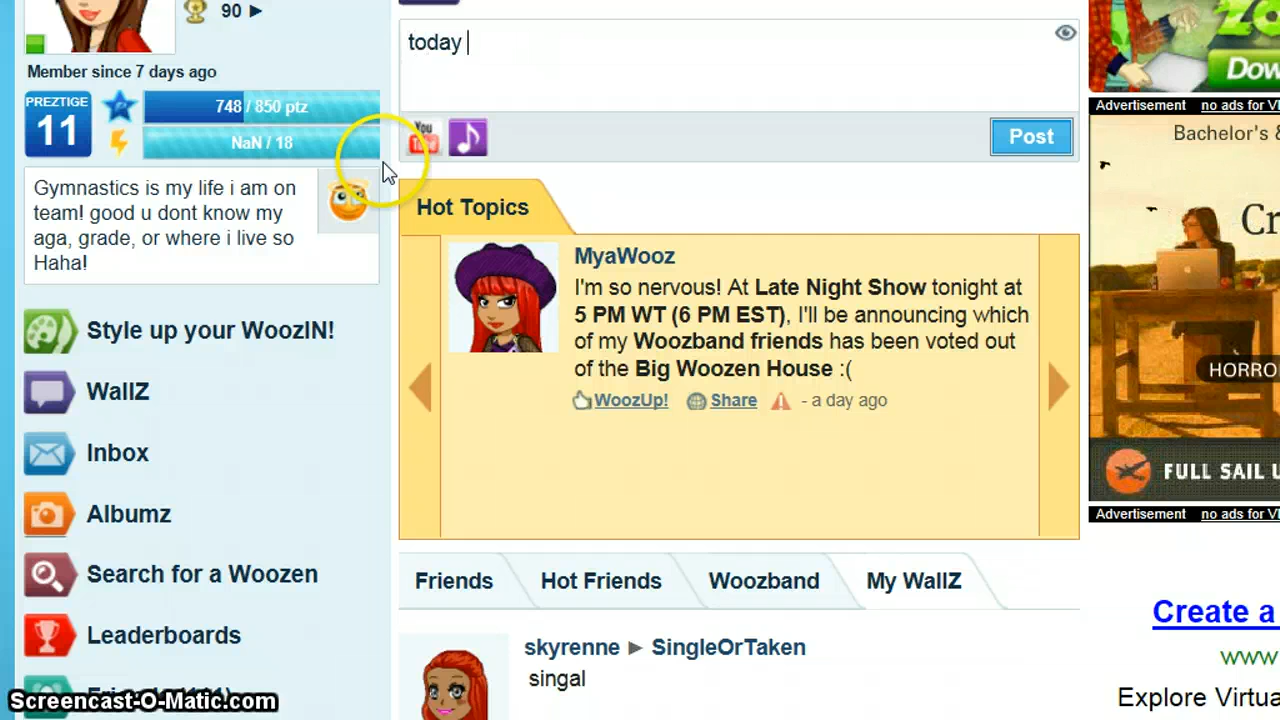 90 ►
today
Member since 7 days ago
PREZTIGE
11
748 / 850 ptz
NaN / 18
You
Post
Gymnastics is my life i am on
team! good u dont know my
aga, grade, or where i live so
Haha!
Hot Topics
MyaWooz
I'm so nervous! At Late Night Show tonight at
5 PM WT (6 PM EST), I'll be announcing which
of my Woozband friends has been voted out
of the Big Woozen House :(
WoozUp! Share - a day ago
Style up your WoozIN!
WallZ
Inbox
Albumz
Search for a Woozen
Leaderboards
Friends Hot Friends Woozband My WallZ
skyrenne ► SingleOrTaken
singal
Screencast-O-Matic.com
Dow
Advertisement no ads for VI
Bachelor's &
Cr
HORRO
FULL SAIL U
Advertisement no ads for VI
Create a
www
Explore Virtua